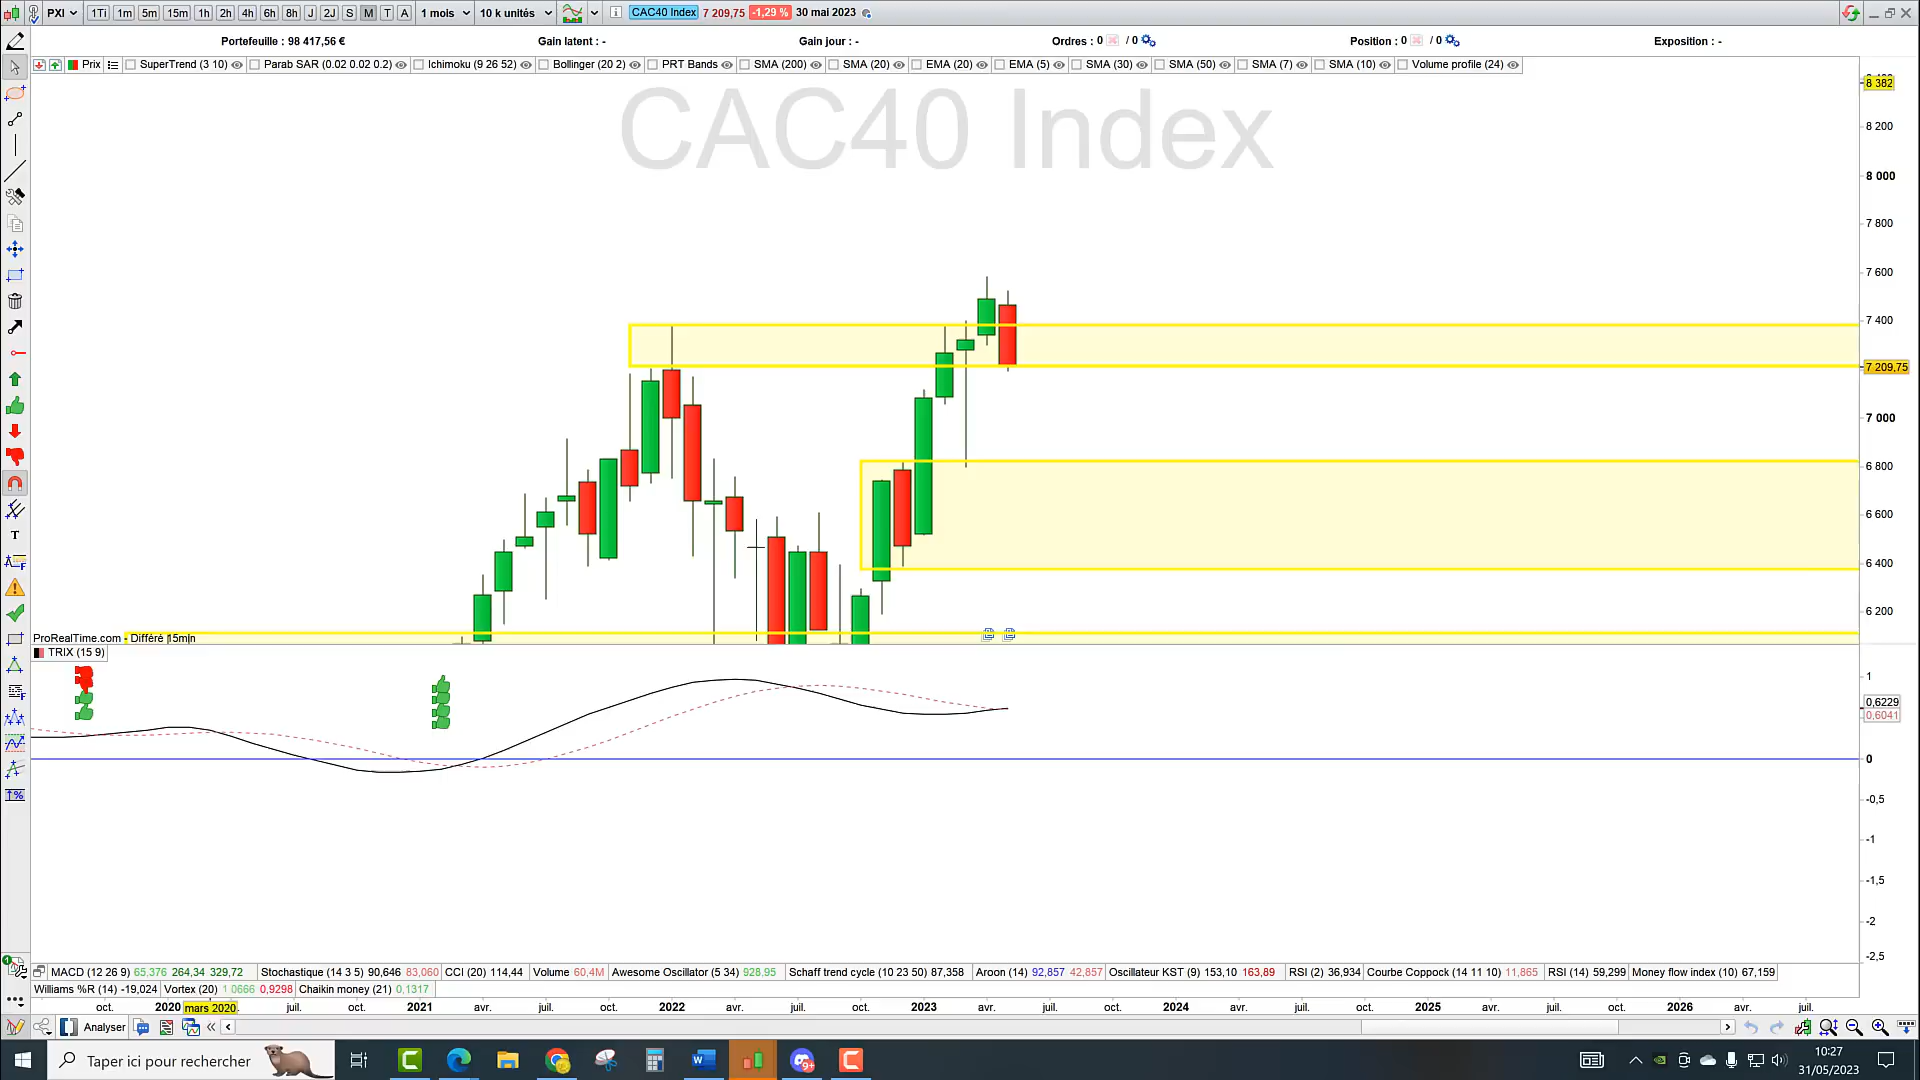 PXI 1Ti 1m 5m 15m 1h 2h 4h 6h 8h J 2J S M T A 1 mois 10 k unités CAC40 Index 7 209,75 -1,29 % 30 mai 2023
Portefeuille : 98 417,56 € Gain latent : - Gain jour : - Ordres : 0 / 0 Position : 0 / 0 Exposition : -
Prix SuperTrend (3 10) Parab SAR (0.02 0.02 0.2) Ichimoku (9 26 52) Bollinger (20 2) PRT Bands SMA (200) SMA (20) EMA (20) EMA (5) SMA (30) SMA (50) SMA (7) SMA (10) Volume profile (24)
CAC40 Index
8 382
8 200
8 000
7 800
7 600
7 400
7 209,75
7 000
6 800
6 600
6 400
6 200
ProRealTime.com - Différé 15min
TRIX (15 9)
1
0,6229
0,6041
0
-0,5
-1
-1,5
-2
-2,5
MACD (12 26 9) 65,376 264,34 329,72 Stochastique (14 3 5) 90,646 83,060 CCI (20) 114,44 Volume 60,4M Awesome Oscillator (5 34) 928,95 Schaff trend cycle (10 23 50) 87,358 Aroon (14) 92,857 42,857 Oscillateur KST (9) 153,10 163,89 RSI (2) 36,934 Courbe Coppock (14 11 10) 11,865 RSI (14) 59,299 Money flow index (10) 67,159
Williams %R (14) -19,024 Vortex (20) 1,0666 0,9298 Chaikin money (21) 0,1317
oct. 2020 mars 2020 juil. oct. 2021 avr. juil. oct. 2022 avr. juil. oct. 2023 avr. juil. oct. 2024 avr. juil. oct. 2025 avr. juil. oct. 2026 avr. juil.
Analyser
Taper ici pour rechercher
10:27
31/05/2023